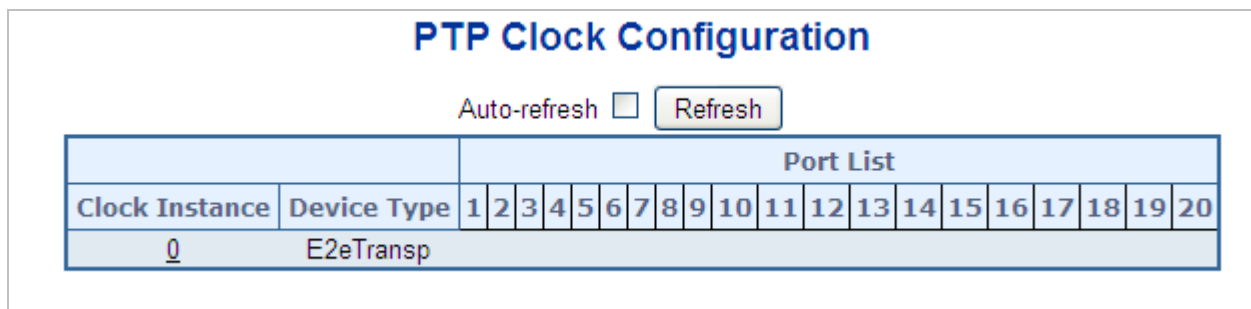 PTP Clock Configuration
Auto-refresh Refresh
Port List
Clock Instance Device Type 1 2 3 4 5 6 7 8 9 10 11 12 13 14 15 16 17 18 19 20
0 E2eTransp